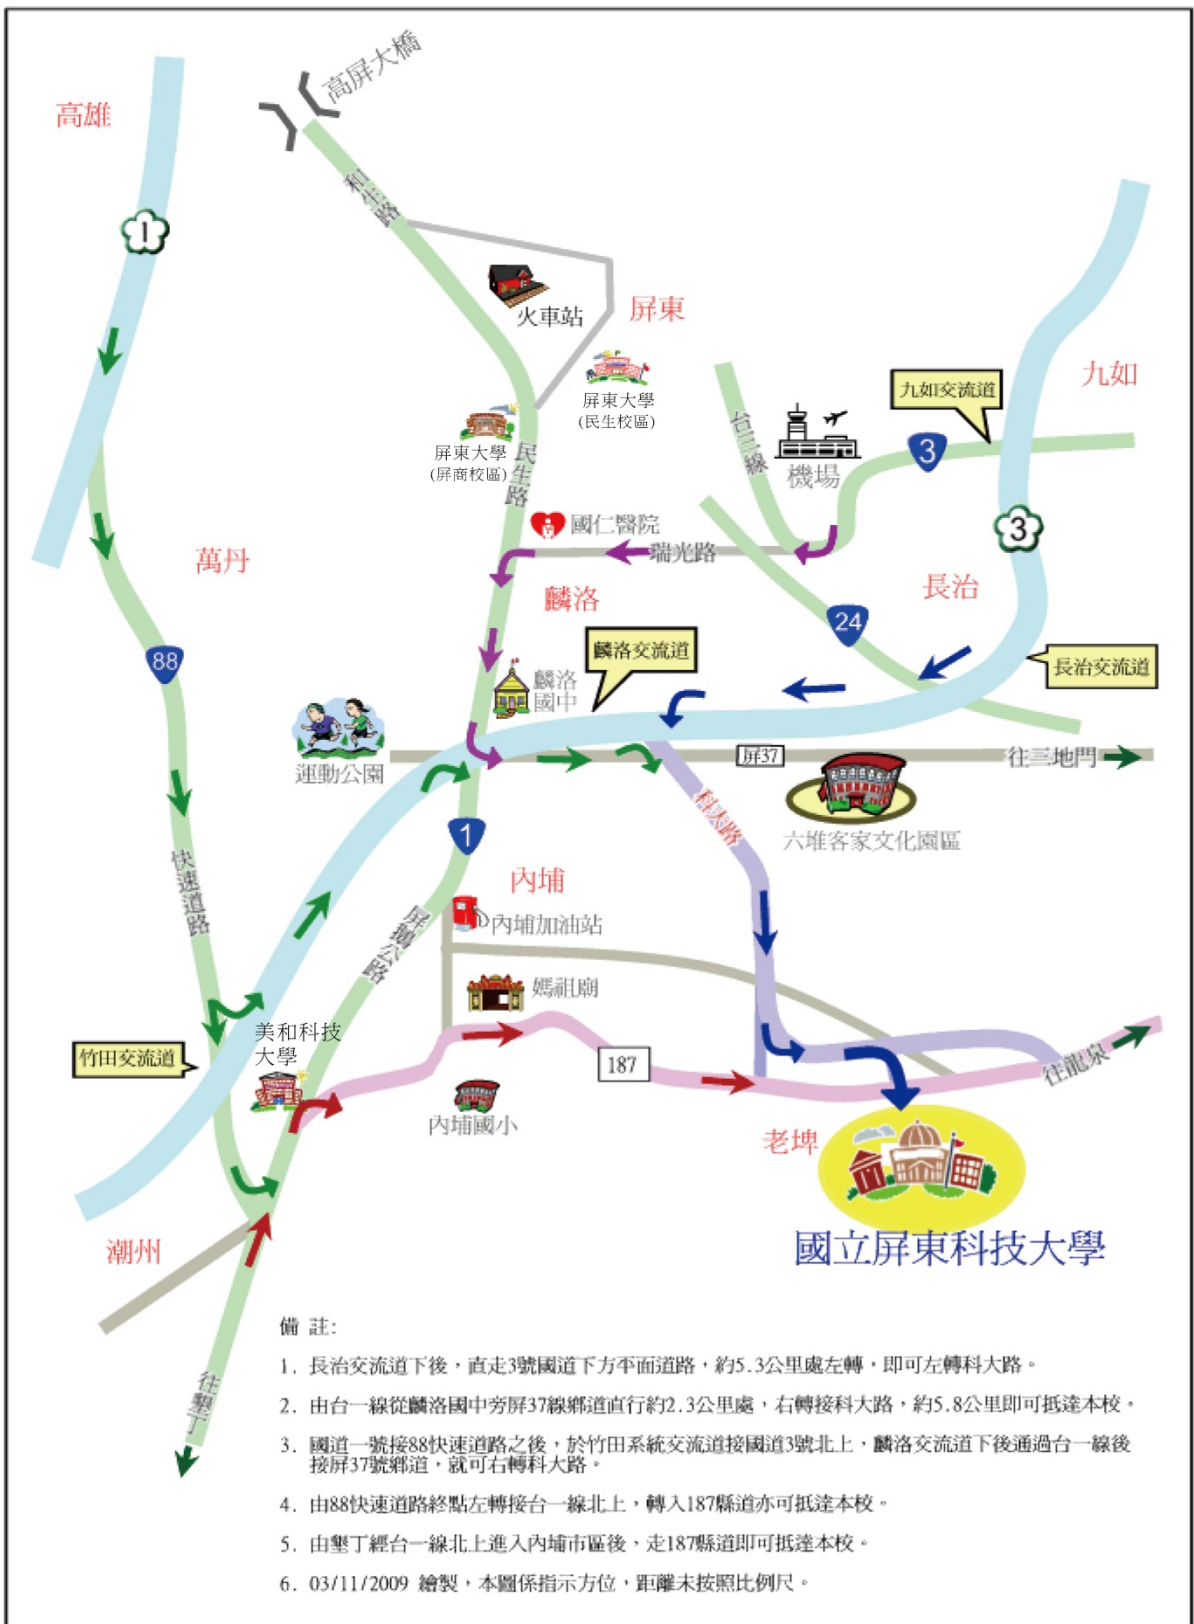 高屏大橋
高雄
1
和生路
火車站
屏東
九如
九如交流道
屏東大學
(民生校區)
屏東大學
(屏商校區)
民生路
台三線
機場
3
3
國仁醫院
瑞光路
萬丹
麟洛
長治
24
88
麟洛交流道
長治交流道
麟洛
國中
運動公園
屏37
往三地門
科大路
六堆客家文化園區
1
快速道路
內埔
屏鵝公路
內埔加油站
媽祖廟
美和科技
大學
竹田交流道
187
往龍泉
內埔國小
老埤
潮州
國立屏東科技大學
往墾丁
備 註:
1. 長治交流道下後，直走3號國道下方平面道路，約5.3公里處左轉，即可左轉科大路。
2. 由台一線從麟洛國中旁屏37線鄉道直行約2.3公里處，右轉接科大路，約5.8公里即可抵達本校。
3. 國道一號接88快速道路之後，於竹田系統交流道接國道3號北上，麟洛交流道下後通過台一線後
接屏37號鄉道，就可右轉科大路。
4. 由88快速道路終點左轉接台一線北上，轉入187縣道亦可抵達本校。
5. 由墾丁經台一線北上進入內埔市區後，走187縣道即可抵達本校。
6. 03/11/2009 繪製，本圖係指示方位，距離未按照比例尺。